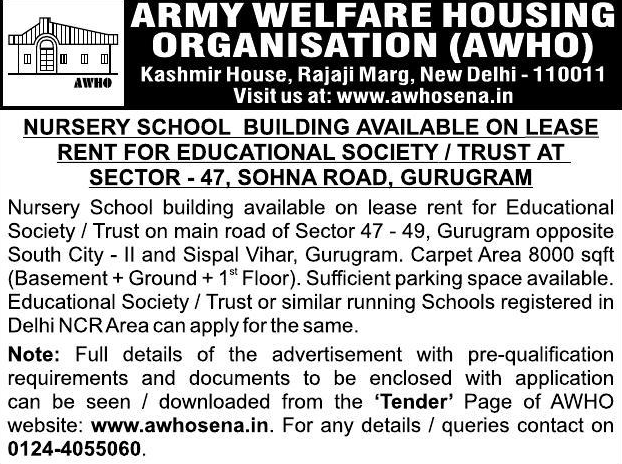 ARMY WELFARE HOUSING
ORGANISATION (AWHO)
Kashmir House, Rajaji Marg, New Delhi - 110011
Visit us at: www.awhosena.in
AWHO
NURSERY SCHOOL BUILDING AVAILABLE ON LEASE
RENT FOR EDUCATIONAL SOCIETY / TRUST AT
SECTOR - 47, SOHNA ROAD, GURUGRAM
Nursery School building available on lease rent for Educational
Society / Trust on main road of Sector 47 - 49, Gurugram opposite
South City - II and Sispal Vihar, Gurugram. Carpet Area 8000 sqft
(Basement + Ground + 1st Floor). Sufficient parking space available.
Educational Society / Trust or similar running Schools registered in
Delhi NCR Area can apply for the same.
Note: Full details of the advertisement with pre-qualification
requirements and documents to be enclosed with application
can be seen / downloaded from the ‘Tender’ Page of AWHO
website: www.awhosena.in. For any details / queries contact on
0124-4055060.